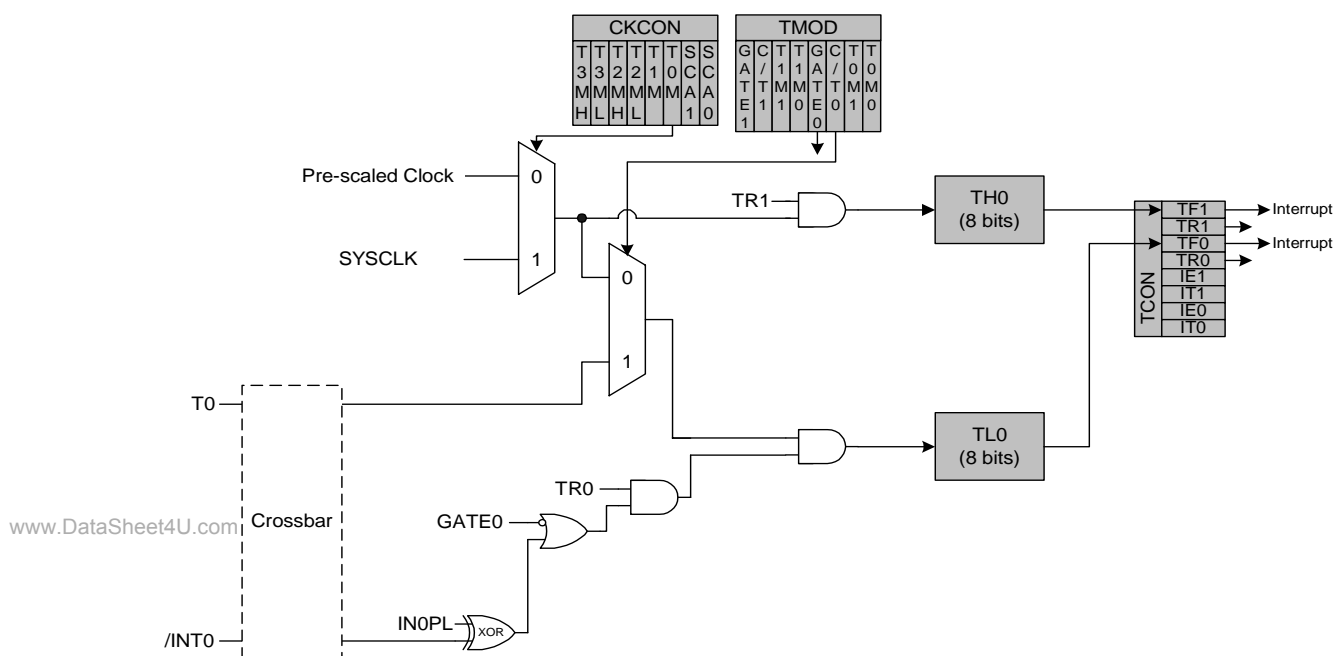 CKCON
T3MH T3ML T2MH T2ML T1M T0M SCA1 SCA0
TMOD
GATE1 C/T1 T1M1 T1M0 GATE0 C/T0 T0M1 T0M0
Pre-scaled Clock
0
SYSCLK
1
TR1
TH0
(8 bits)
TCON
TF1
TR1
TF0
TR0
IE1
IT1
IE0
IT0
Interrupt
Interrupt
0
1
T0
Crossbar
TL0
(8 bits)
TR0
GATE0
www.DataSheet4U.com
IN0PL
XOR
/INT0